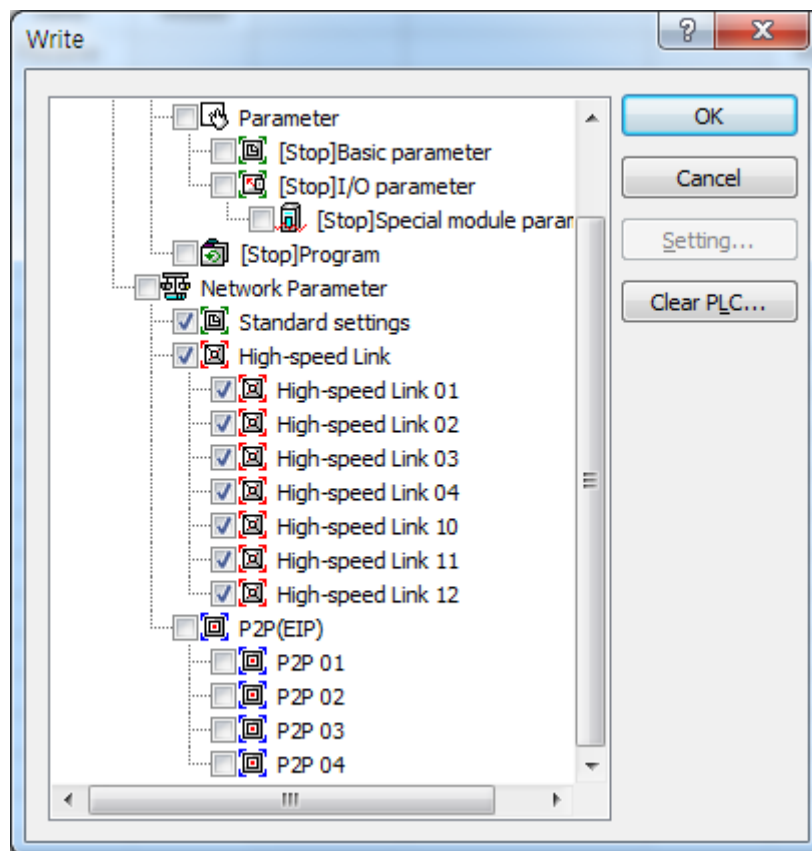 Write
Parameter
[Stop]Basic parameter
[Stop]I/O parameter
[Stop]Special module parar
[Stop]Program
Network Parameter
Standard settings
High-speed Link
High-speed Link 01
High-speed Link 02
High-speed Link 03
High-speed Link 04
High-speed Link 10
High-speed Link 11
High-speed Link 12
P2P(EIP)
P2P 01
P2P 02
P2P 03
P2P 04
OK
Cancel
Setting...
Clear PLC...